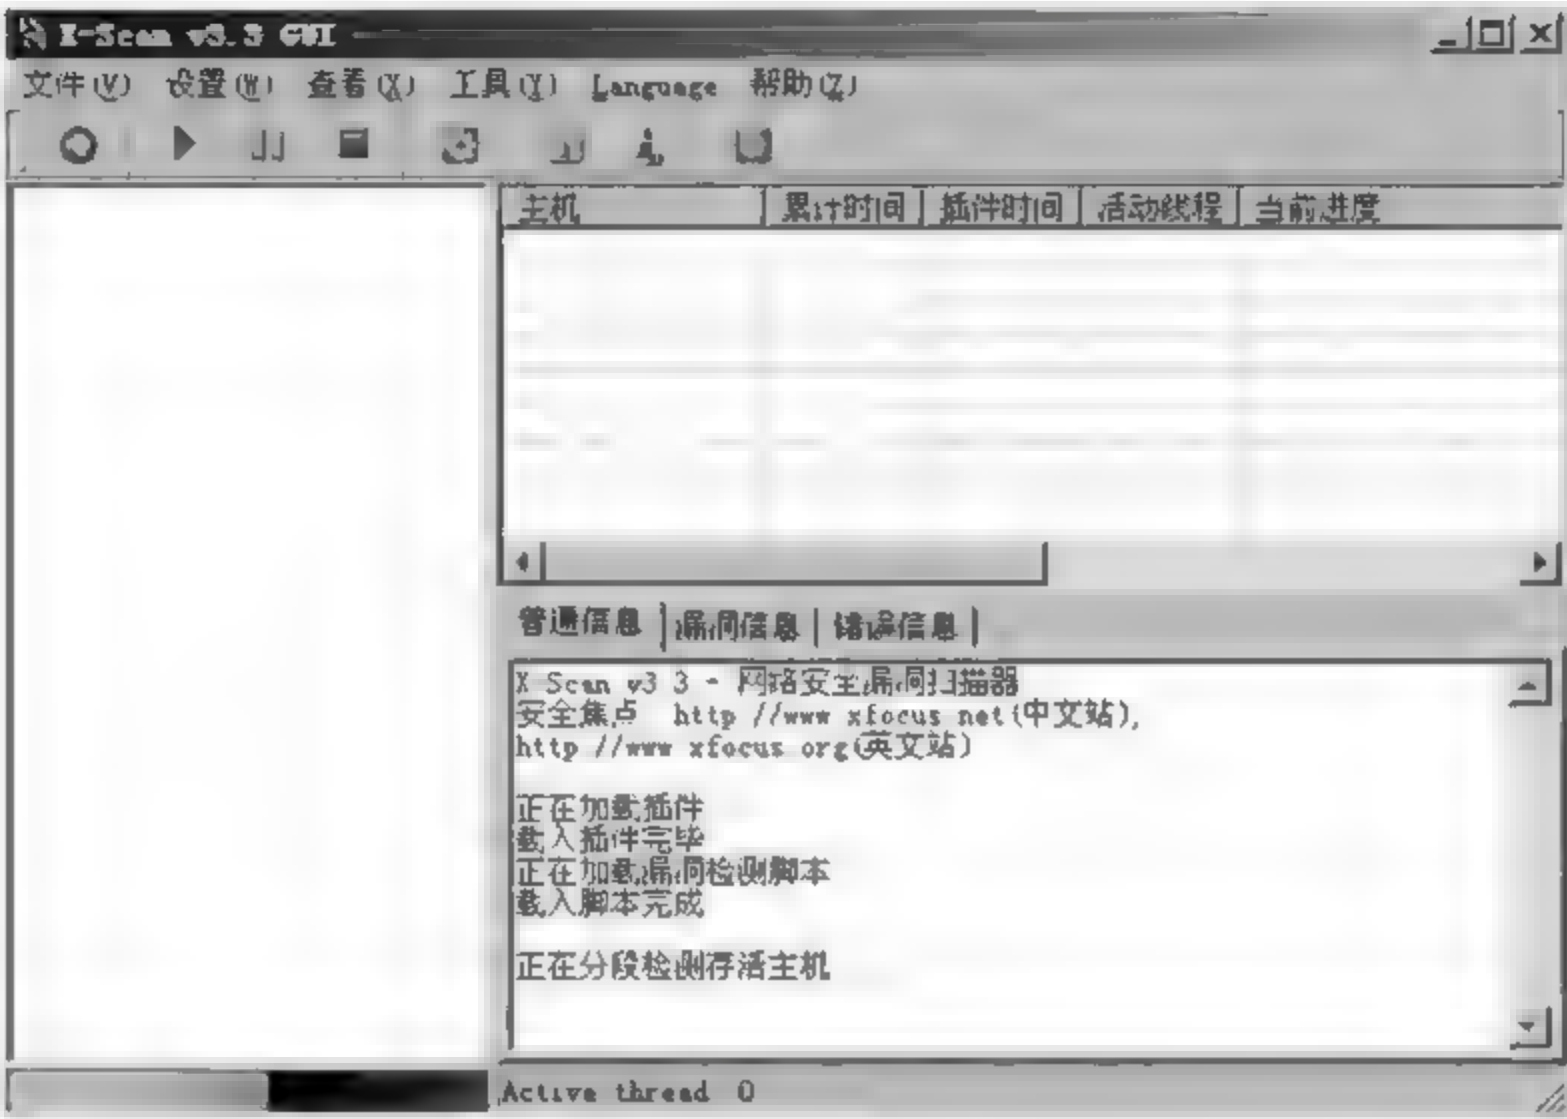 X-Scan v3.3 GUI
文件(V) 设置(W) 查看(X) 工具(Y) Language 帮助(Z)
主机 累计时间 插件时间 活动线程 当前进度
普通信息 漏洞信息 错误信息
X-Scan v3 3 - 网络安全漏洞扫描器
安全焦点 http //www xfocus net(中文站),
http //www xfocus org(英文站)
正在加载插件
载入插件完毕
正在加载漏洞检测脚本
载入脚本完成
正在分段检测存活主机
Active thread 0